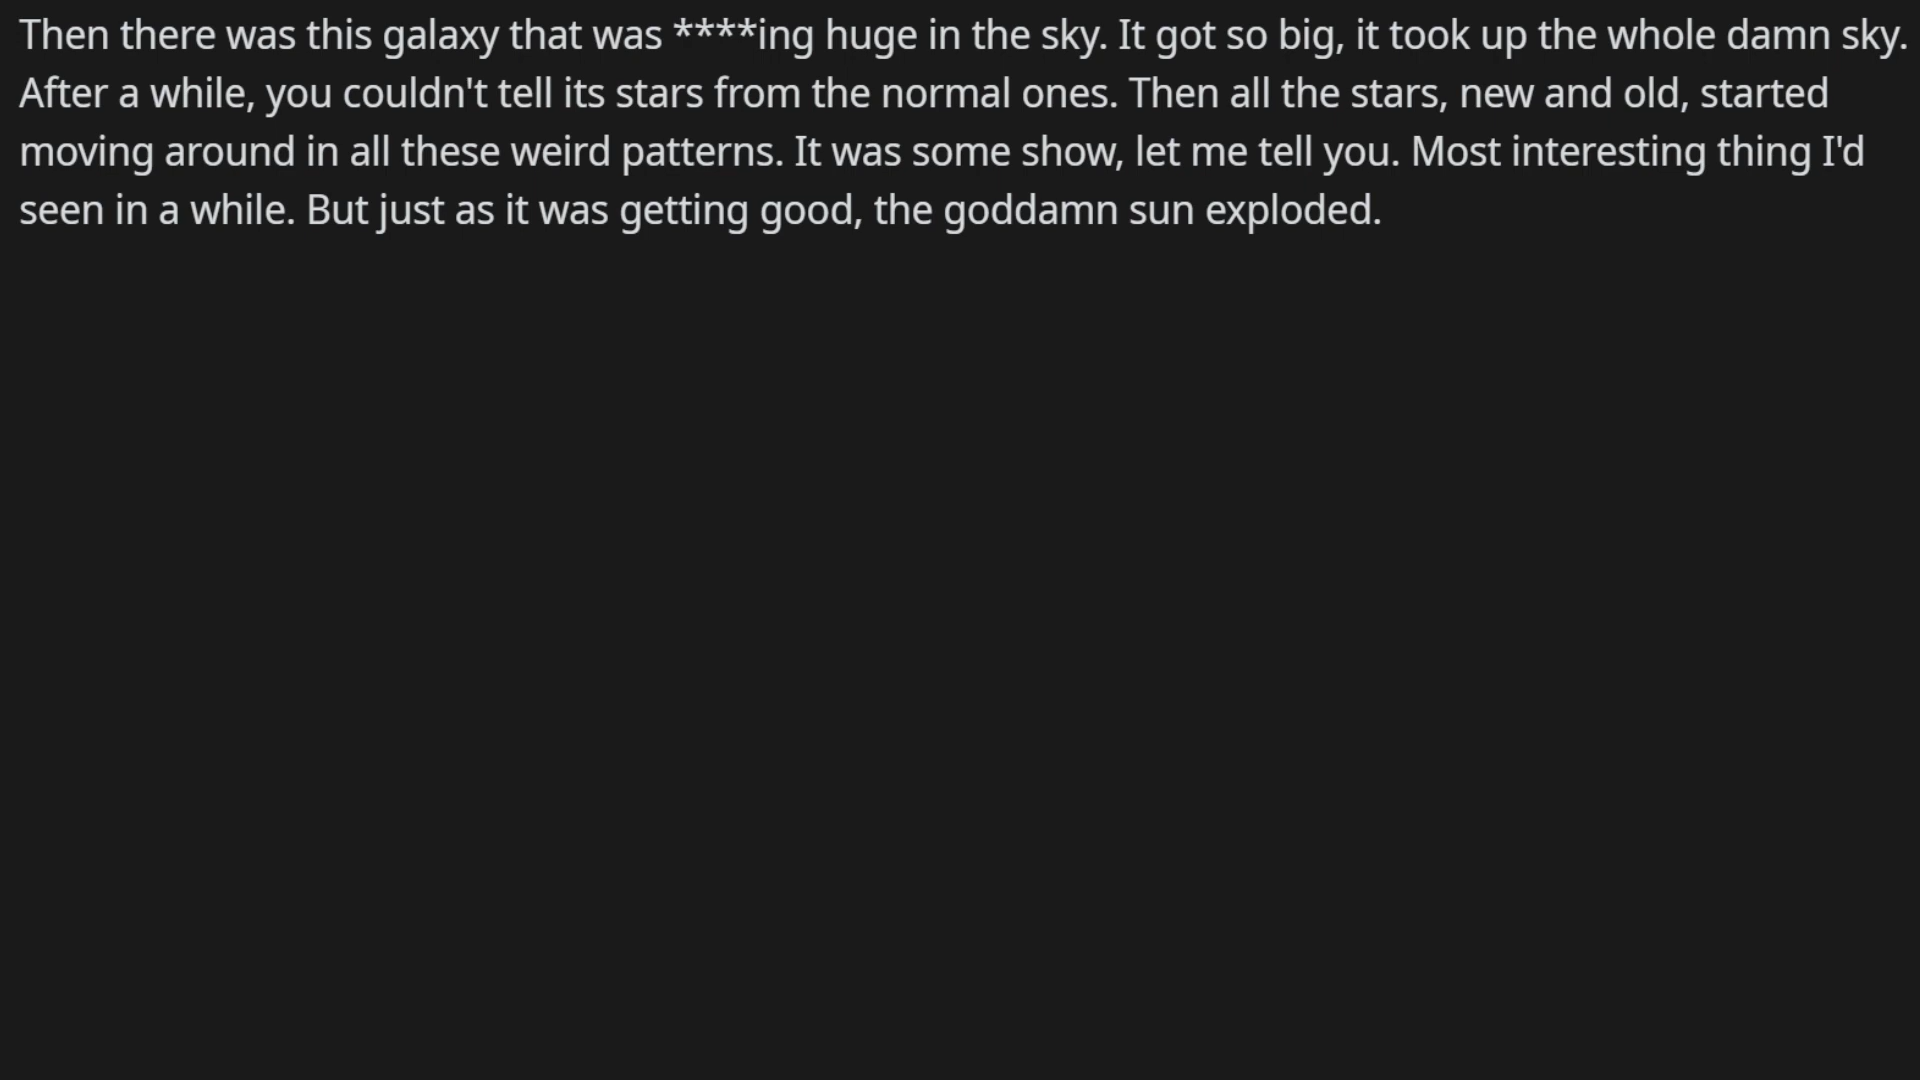 Then there was this galaxy that was ****ing huge in the sky. It got so big, it took up the whole damn sky.
After a while, you couldn't tell its stars from the normal ones. Then all the stars, new and old, started
moving around in all these weird patterns. It was some show, let me tell you. Most interesting thing I'd
seen in a while. But just as it was getting good, the goddamn sun exploded.